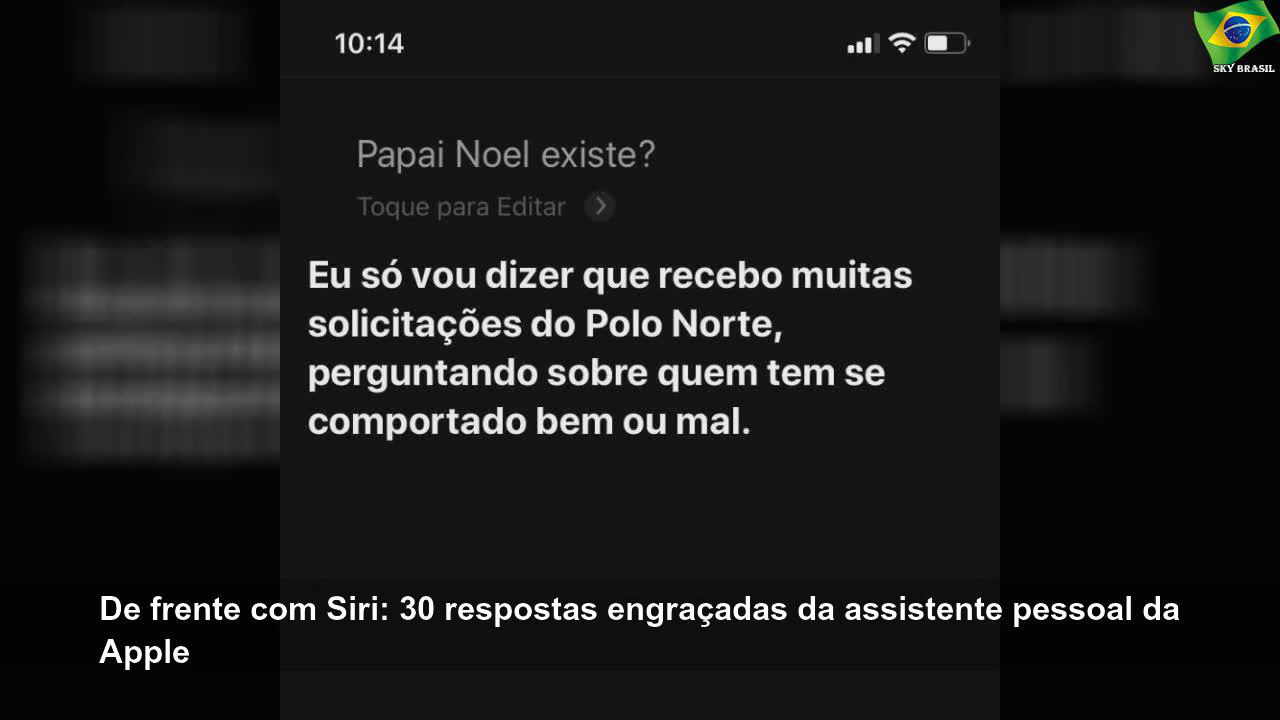 10:14
SKY BRASIL
Papai Noel existe?
Toque para Editar
Eu só vou dizer que recebo muitas
solicitações do Polo Norte,
perguntando sobre quem tem se
comportado bem ou mal.
De frente com Siri: 30 respostas engraçadas da assistente pessoal da
Apple